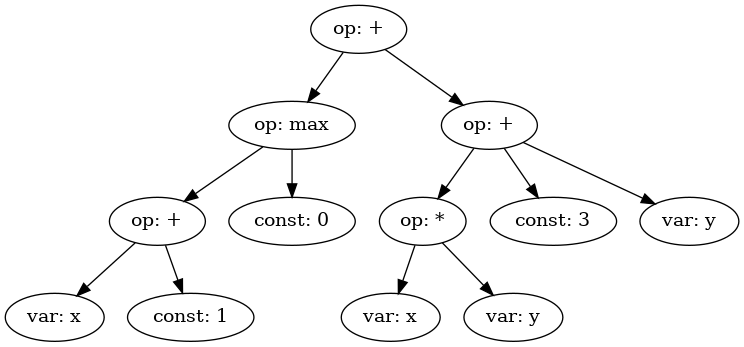 op: +
op: max
op: +
op: +
const: 0
op: *
const: 3
var: y
var: x
const: 1
var: x
var: y